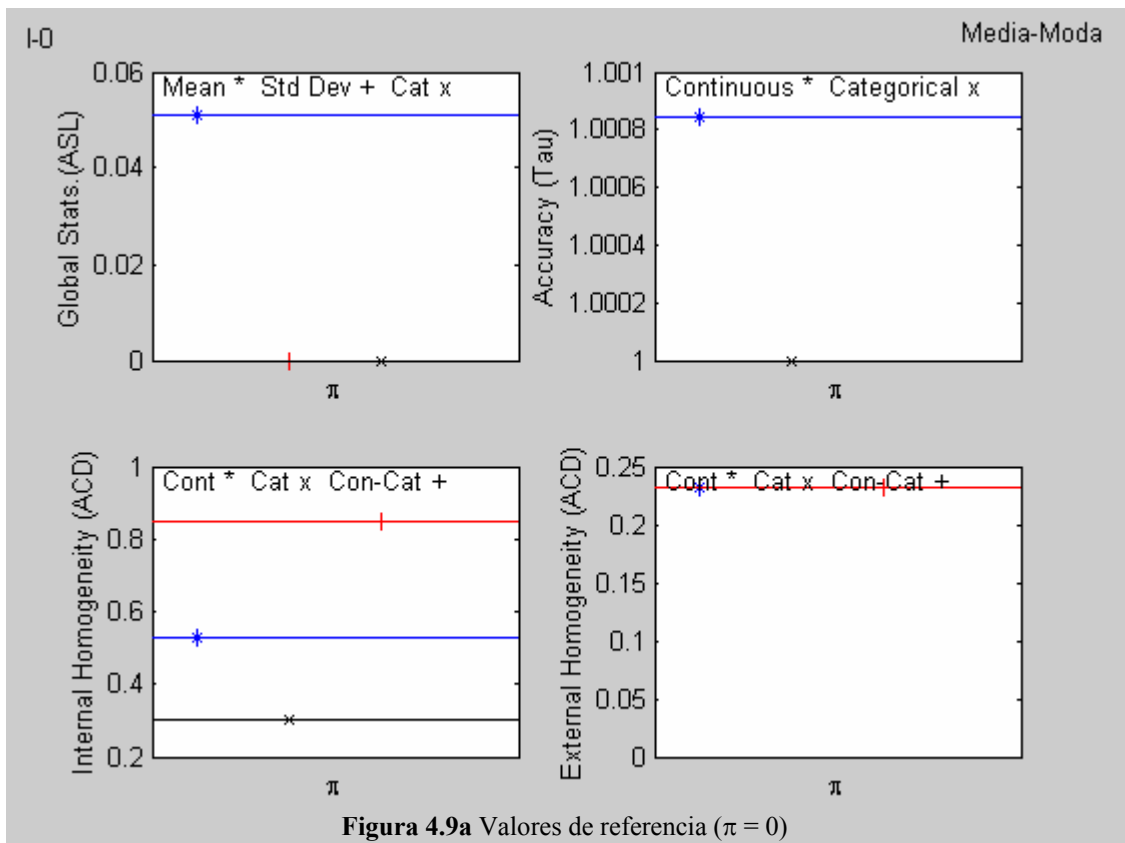 I-0
Media-Moda
0.06
0.04
0.02
0
Global Stats.(ASL)
Mean * Std Dev + Cat x
π
1.001
1.0008
1.0006
1.0004
1.0002
1
Accuracy (Tau)
Continuous * Categorical x
π
1
0.8
0.6
0.4
0.2
Internal Homogeneity (ACD)
Cont * Cat x Con-Cat +
π
0.25
0.2
0.15
0.1
0.05
0
External Homogeneity (ACD)
Cont * Cat x Con-Cat +
π
Figura 4.9a Valores de referencia (π = 0)